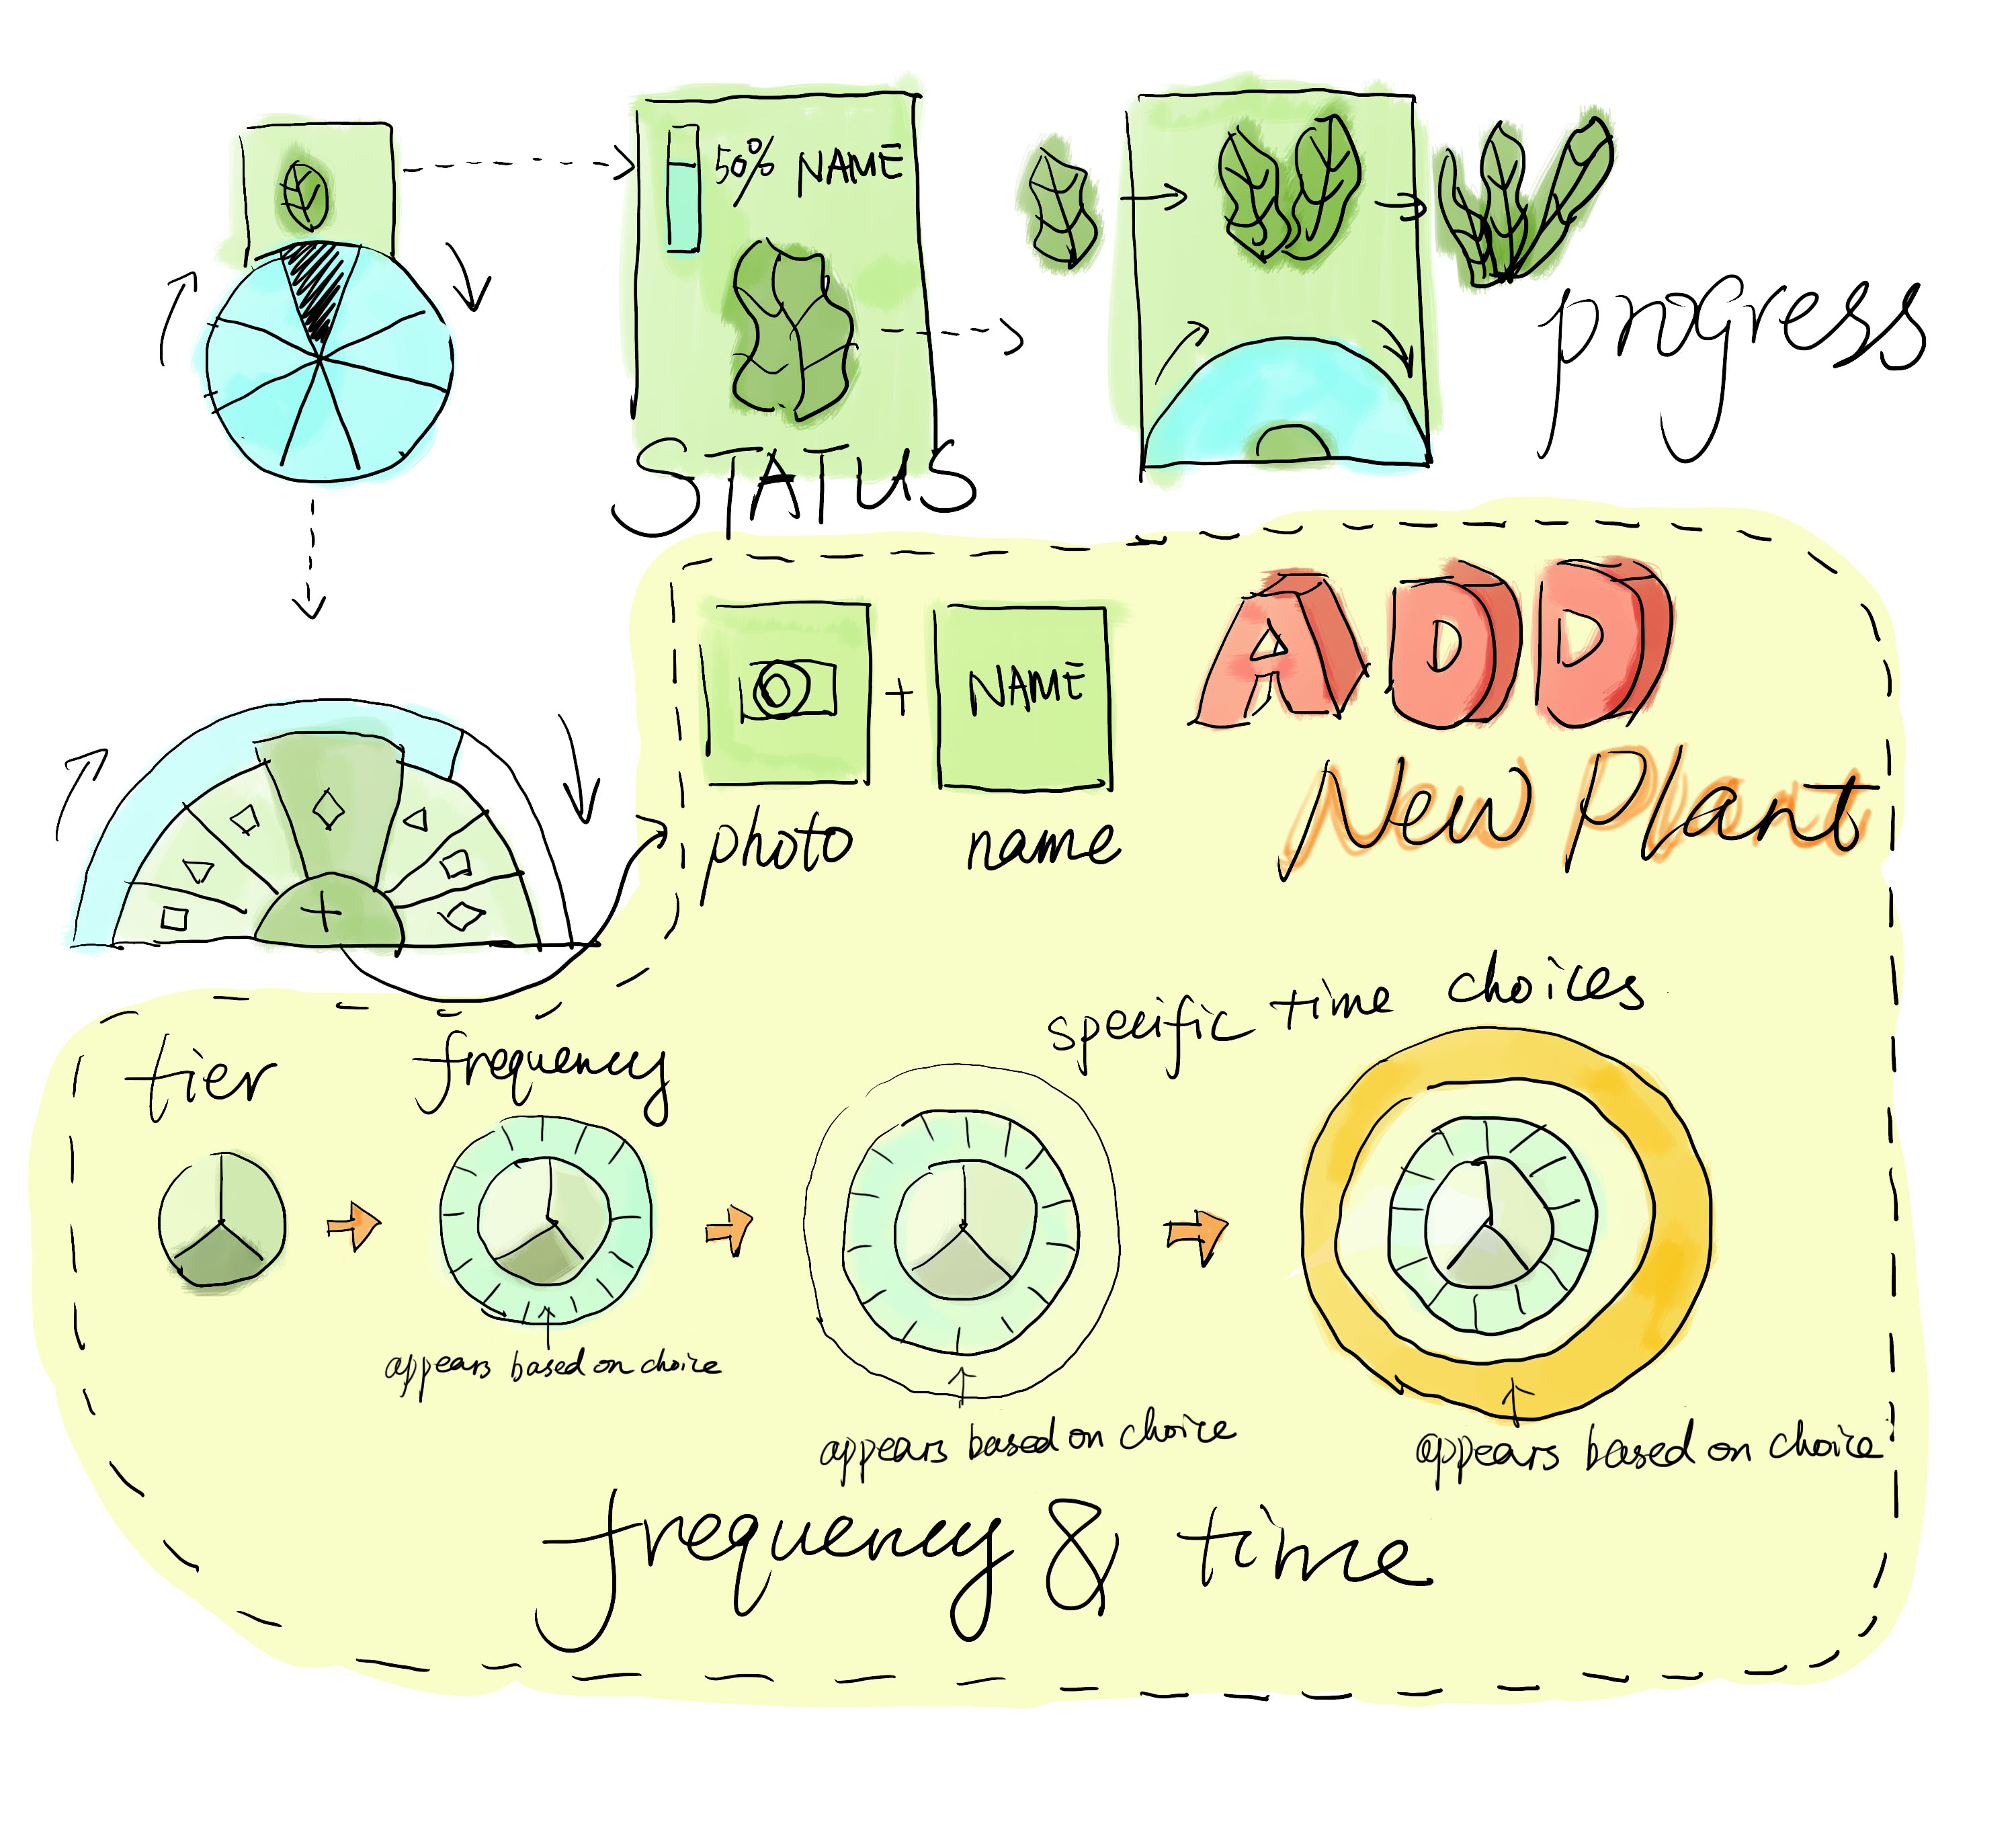 50% NAME
STATUS
progress
+
NAME
ADD
New Plant
photo
name
+
specific time choices
tier
frequency
appears based on choice
appears based on choice
appears based on choice
frequency & time